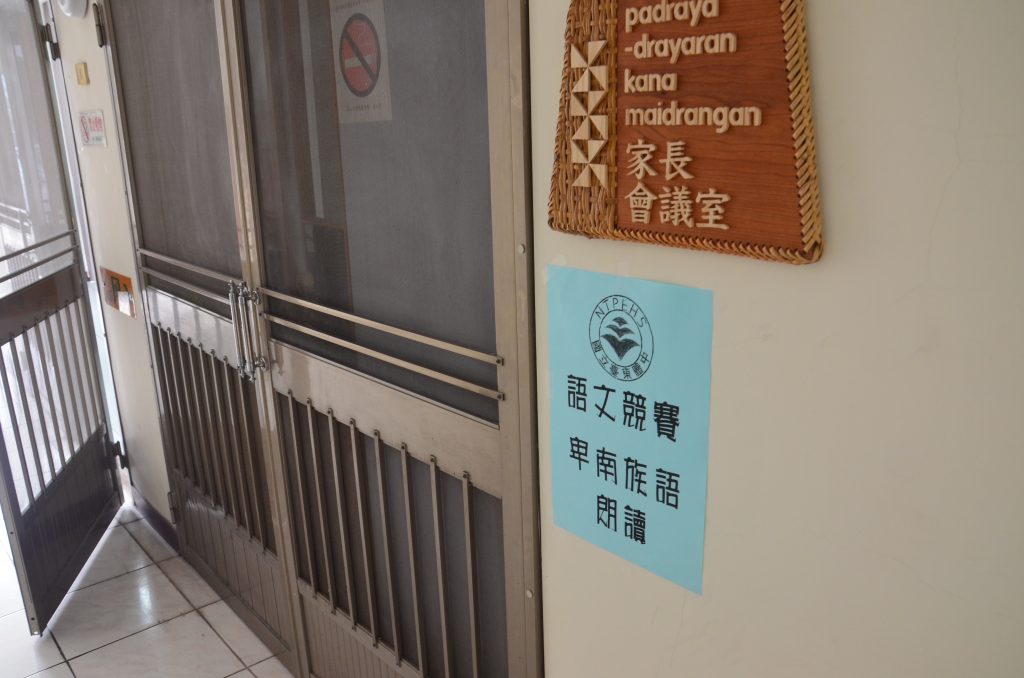 padraya
-drayaran
kana
maidrangan
家長
會議室
NTPEHS
國立臺東體中
語文競賽
卑南族語
朗讀